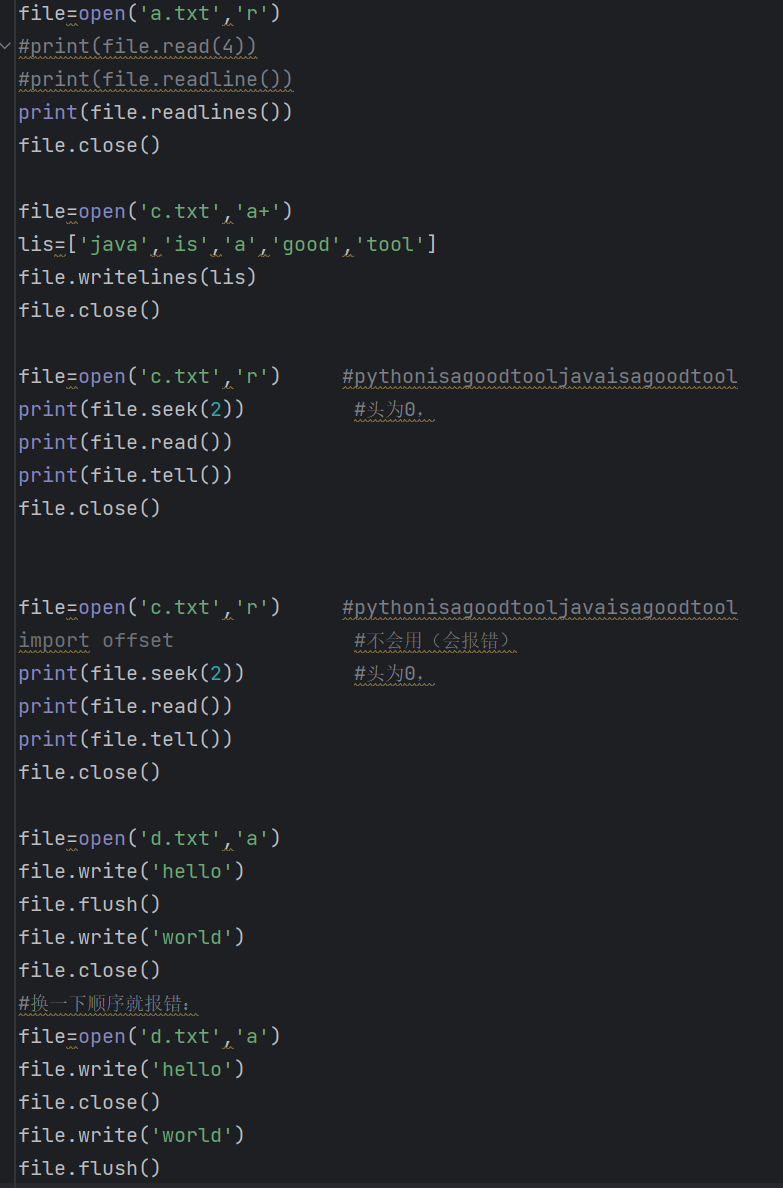 file=open('a.txt','r')
#print(file.read(4))
#print(file.readline())
print(file.readlines())
file.close()
file=open('c.txt','a+')
lis=['java','is','a','good','tool']
file.writelines(lis)
file.close()
file=open('c.txt','r')     #pythonisagoodtooljavaisagoodtool
print(file.seek(2))         #头为0.
print(file.read())
print(file.tell())
file.close()
file=open('c.txt','r')     #pythonisagoodtooljavaisagoodtool
import offset               #不会用（会报错）
print(file.seek(2))         #头为0.
print(file.read())
print(file.tell())
file.close()
file=open('d.txt','a')
file.write('hello')
file.flush()
file.write('world')
file.close()
#换一下顺序就报错：
file=open('d.txt','a')
file.write('hello')
file.close()
file.write('world')
file.flush()